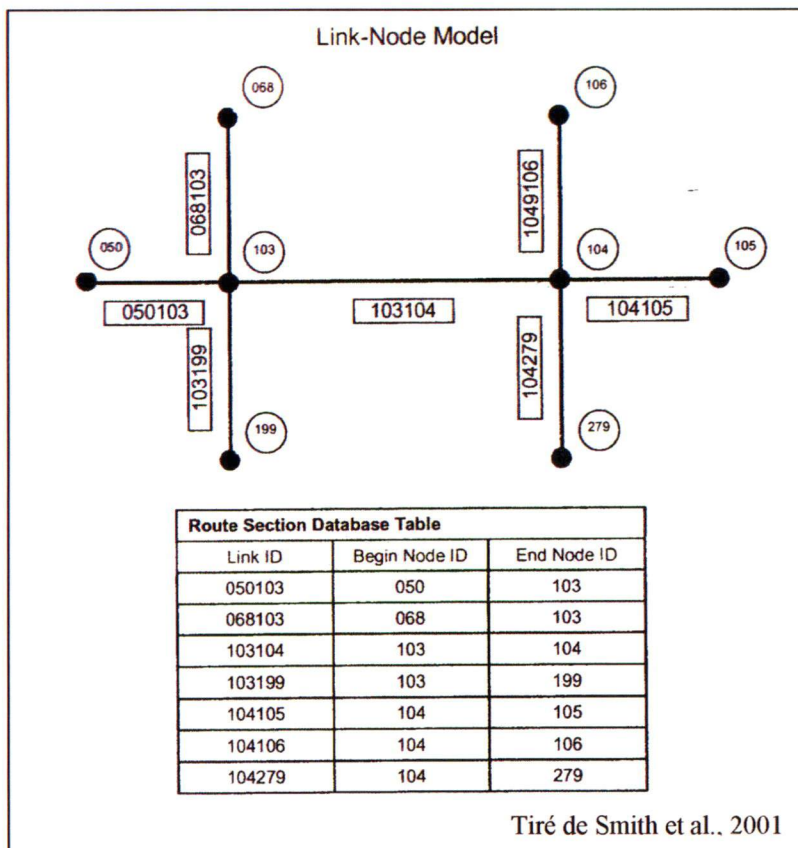 Link-Node Model
068
106
068103
1049106
050
103
104
105
050103
103104
104105
103199
104279
199
279
Route Section Database Table
Link ID Begin Node ID End Node ID
050103 050 103
068103 068 103
103104 103 104
103199 103 199
104105 104 105
104106 104 106
104279 104 279
Tiré de Smith et al., 2001